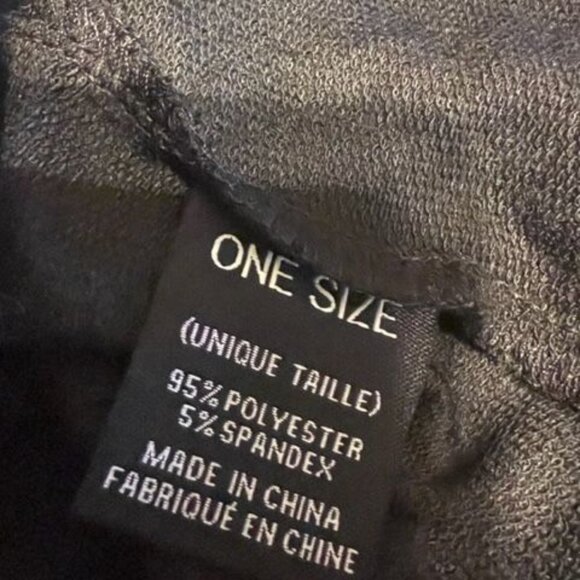 ONE SIZE
(UNIQUE TAILLE)
95% POLYESTER
5% SPANDEX
MADE IN CHINA
FABRIQUÉ EN CHINE